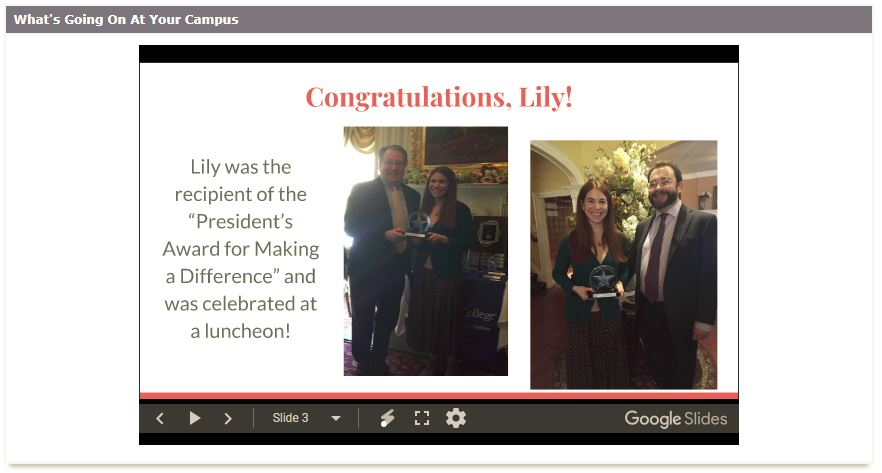 What's Going On At Your Campus
Congratulations, Lily!
Lily was the
recipient of the
“President’s
Award for Making
a Difference” and
was celebrated at
a luncheon!
College
Slide 3
Google Slides